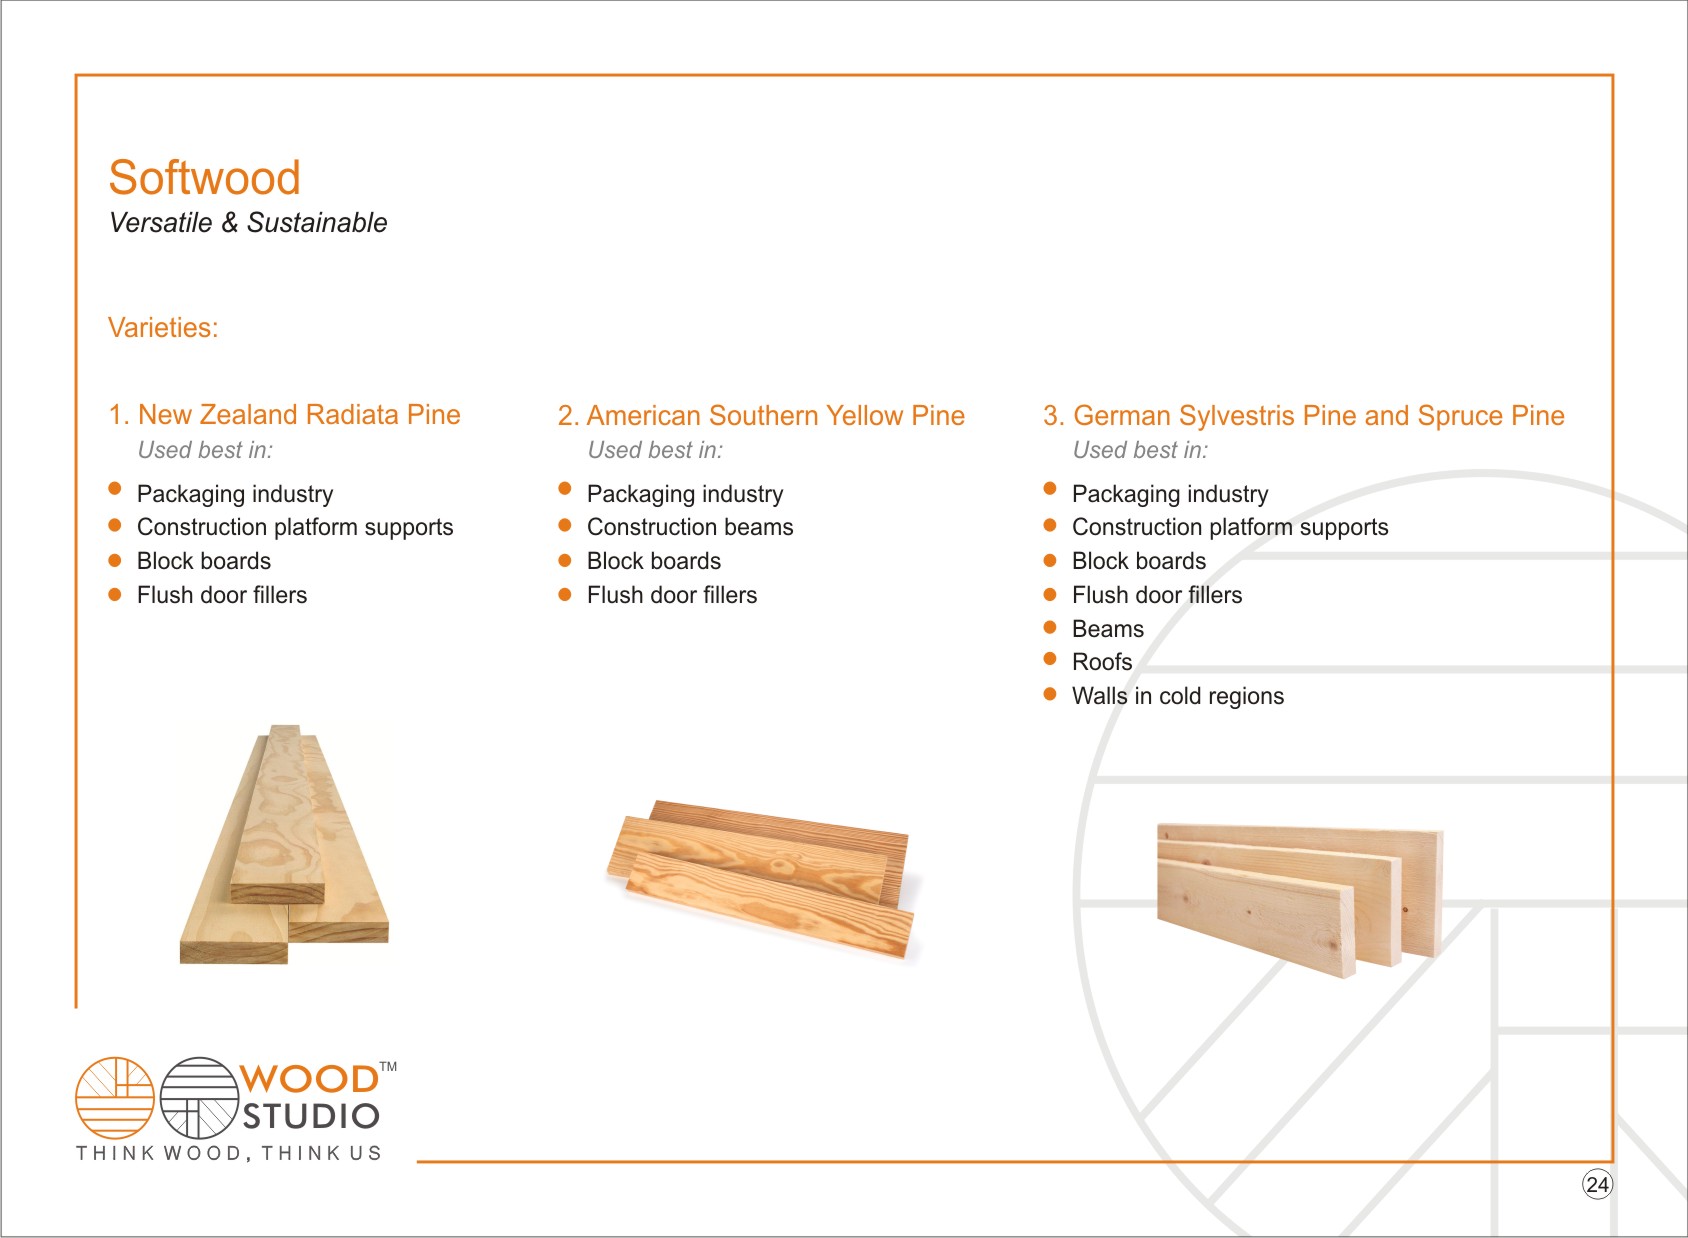 Softwood
Versatile & Sustainable
Varieties:
1. New Zealand Radiata Pine
Used best in:
Packaging industry
Construction platform supports
Block boards
Flush door fillers
2. American Southern Yellow Pine
Used best in:
Packaging industry
Construction beams
Block boards
Flush door fillers
3. German Sylvestris Pine and Spruce Pine
Used best in:
Packaging industry
Construction platform supports
Block boards
Flush door fillers
Beams
Roofs
Walls in cold regions
WOOD TM
STUDIO
THINK WOOD, THINK US
24